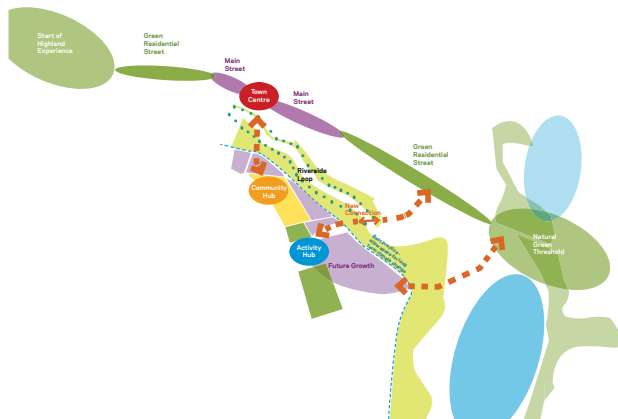 Start of
Highland
Experience
Green
Residential
Street
Main
Street
Town
Centre
Main
Street
Green
Residential
Street
Riverside
Loop
Community
Hub
New
Connection
Natural
Green
Threshold
Activity
Hub
Future Growth